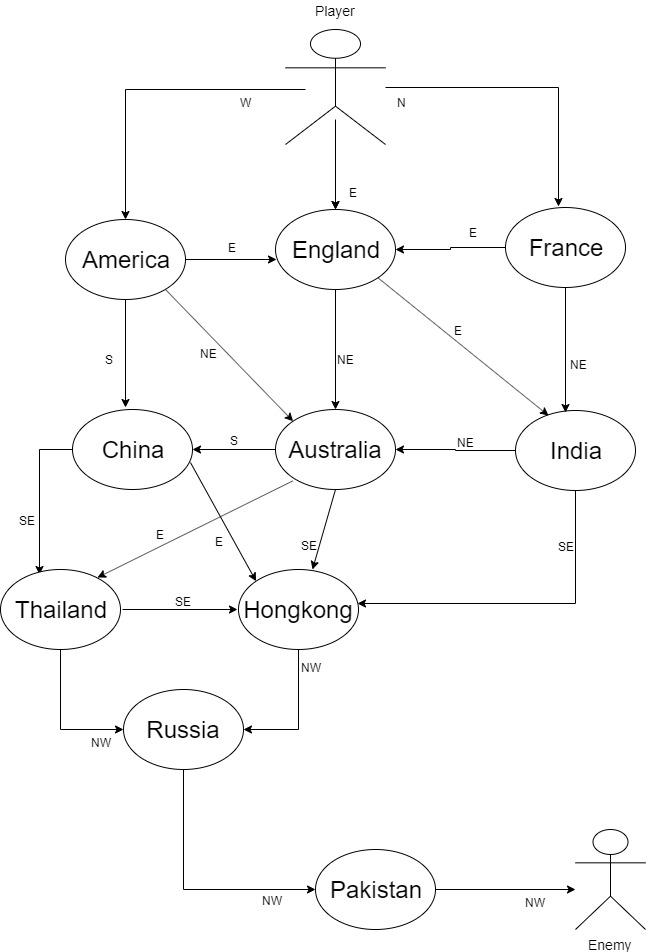 Player
W
N
E
America
E
England
E
France
S
NE
NE
E
NE
China
S
Australia
NE
India
SE
E
E
SE
SE
Thailand
SE
Hongkong
NW
Russia
NW
Pakistan
NW
NW
Enemy